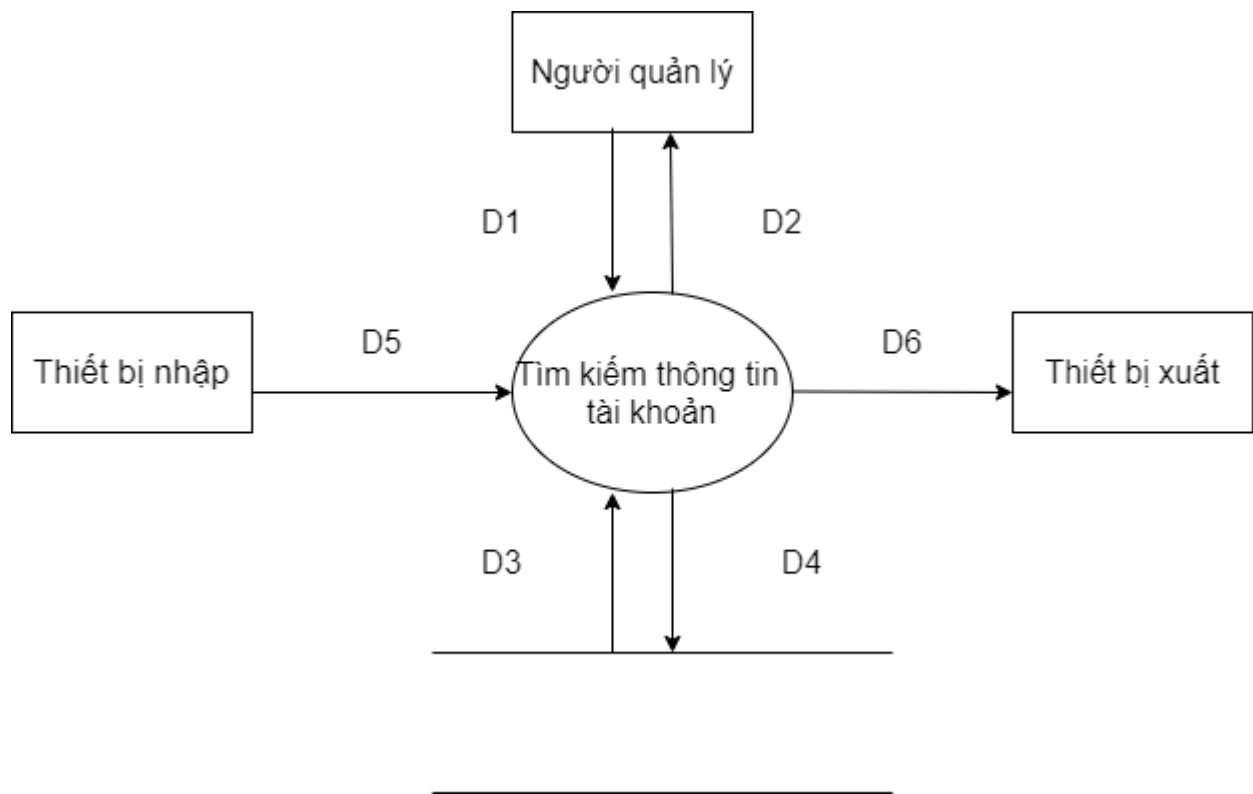 Người quản lý
D1
D2
Thiết bị nhập
D5
Tìm kiếm thông tin
tài khoản
D6
Thiết bị xuất
D3
D4